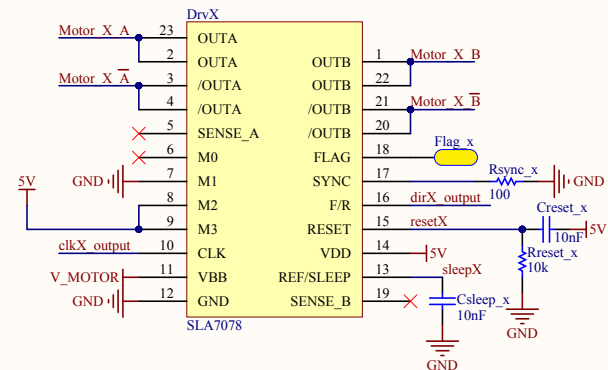 DrvX
Motor_X_A 23 OUTA
2 OUTA OUTB 1 Motor_X_B
Motor_X_A 3 /OUTA OUTB 22
4 /OUTA /OUTB 21 Motor_X_B
5 SENSE_A /OUTB 20
6 M0 FLAG 18 Flag_x
GND 7 M1 SYNC 17 Rsync_x 100 GND
5V 8 M2 F/R 16 dirX_output
9 M3 RESET 15 resetX Creset_x 10nF 5V
clkX_output 10 CLK VDD 14 5V
V_MOTOR 11 VBB REF/SLEEP 13 sleepX Rreset_x 10k
GND 12 GND SENSE_B 19 Csleep_x 10nF
SLA7078
GND
GND